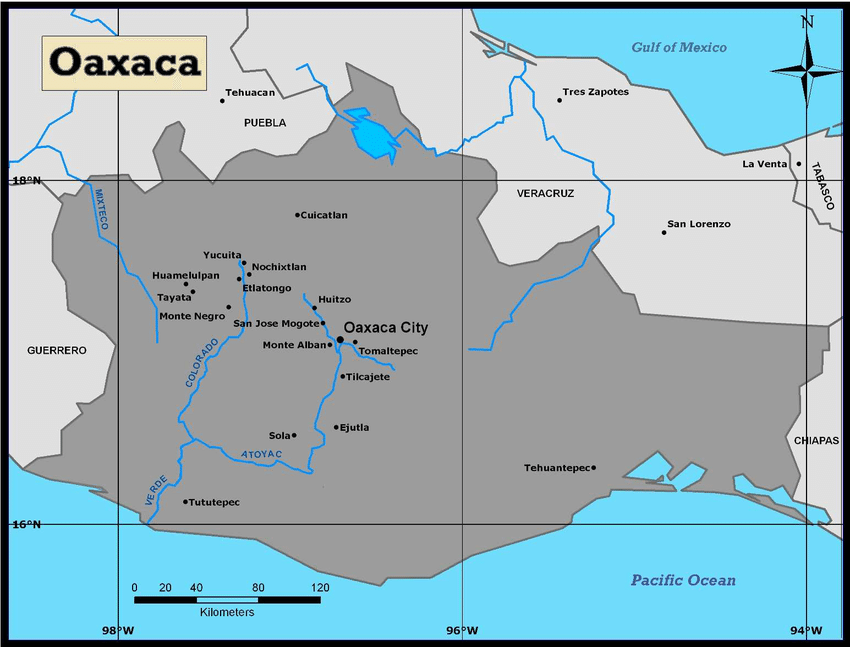 N
Gulf of Mexico
Oaxaca
Tehuacan
Tres Zapotes
PUEBLA
La Venta
TABASCO
18°N
MIXTECO
VERACRUZ
Cuicatlan
San Lorenzo
Yucuita
Nochixtlan
Huamelulpan
Etlatongo
Tayata
Huitzo
Monte Negro
San Jose Mogote
Oaxaca City
Monte Alban
Tomaltepec
GUERRERO
COLORADO
Tilcajete
Ejutla
Sola
CHIAPAS
ATOYAC
Tehuantepec
VERDE
Tututepec
16°N
Pacific Ocean
0 20 40 80 120
Kilometers
98°W
96°W
94°W